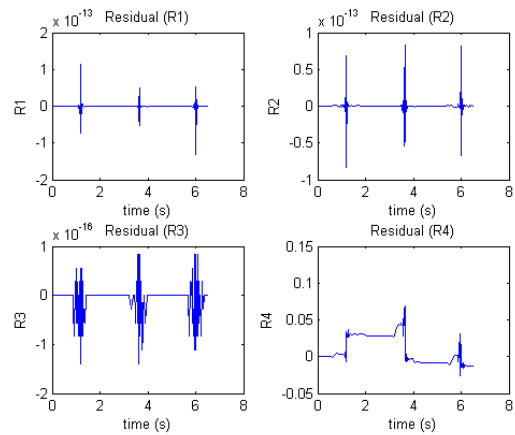 x 10⁻¹³ Residual (R1)
2
1
0
-1
-2
R1
0 2 4 6 8
time (s)
x 10⁻¹³ Residual (R2)
1
0.5
0
-0.5
-1
R2
0 2 4 6 8
time (s)
x 10⁻¹⁶ Residual (R3)
1
0
-1
-2
R3
0 2 4 6 8
time (s)
Residual (R4)
0.15
0.1
0.05
0
-0.05
R4
0 2 4 6 8
time (s)